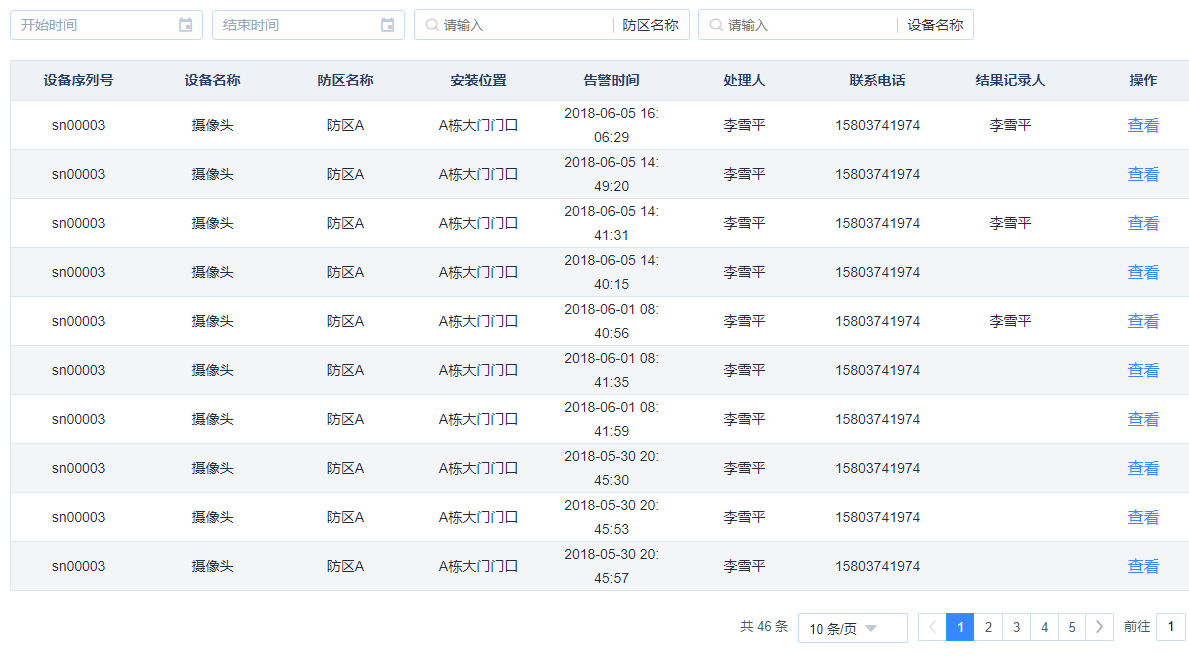 开始时间 结束时间 请输入 防区名称 请输入 设备名称
设备序列号 设备名称 防区名称 安装位置 告警时间 处理人 联系电话 结果记录人 操作
sn00003 摄像头 防区A A栋大门门口 2018-06-05 16:
06:29 李雪平 15803741974 李雪平 查看
sn00003 摄像头 防区A A栋大门门口 2018-06-05 14:
49:20 李雪平 15803741974 查看
sn00003 摄像头 防区A A栋大门门口 2018-06-05 14:
41:31 李雪平 15803741974 李雪平 查看
sn00003 摄像头 防区A A栋大门门口 2018-06-05 14:
40:15 李雪平 15803741974 查看
sn00003 摄像头 防区A A栋大门门口 2018-06-01 08:
40:56 李雪平 15803741974 李雪平 查看
sn00003 摄像头 防区A A栋大门门口 2018-06-01 08:
41:35 李雪平 15803741974 查看
sn00003 摄像头 防区A A栋大门门口 2018-06-01 08:
41:59 李雪平 15803741974 查看
sn00003 摄像头 防区A A栋大门门口 2018-05-30 20:
45:30 李雪平 15803741974 查看
sn00003 摄像头 防区A A栋大门门口 2018-05-30 20:
45:53 李雪平 15803741974 查看
sn00003 摄像头 防区A A栋大门门口 2018-05-30 20:
45:57 李雪平 15803741974 查看
共 46 条 10 条/页 1 2 3 4 5 前往 1